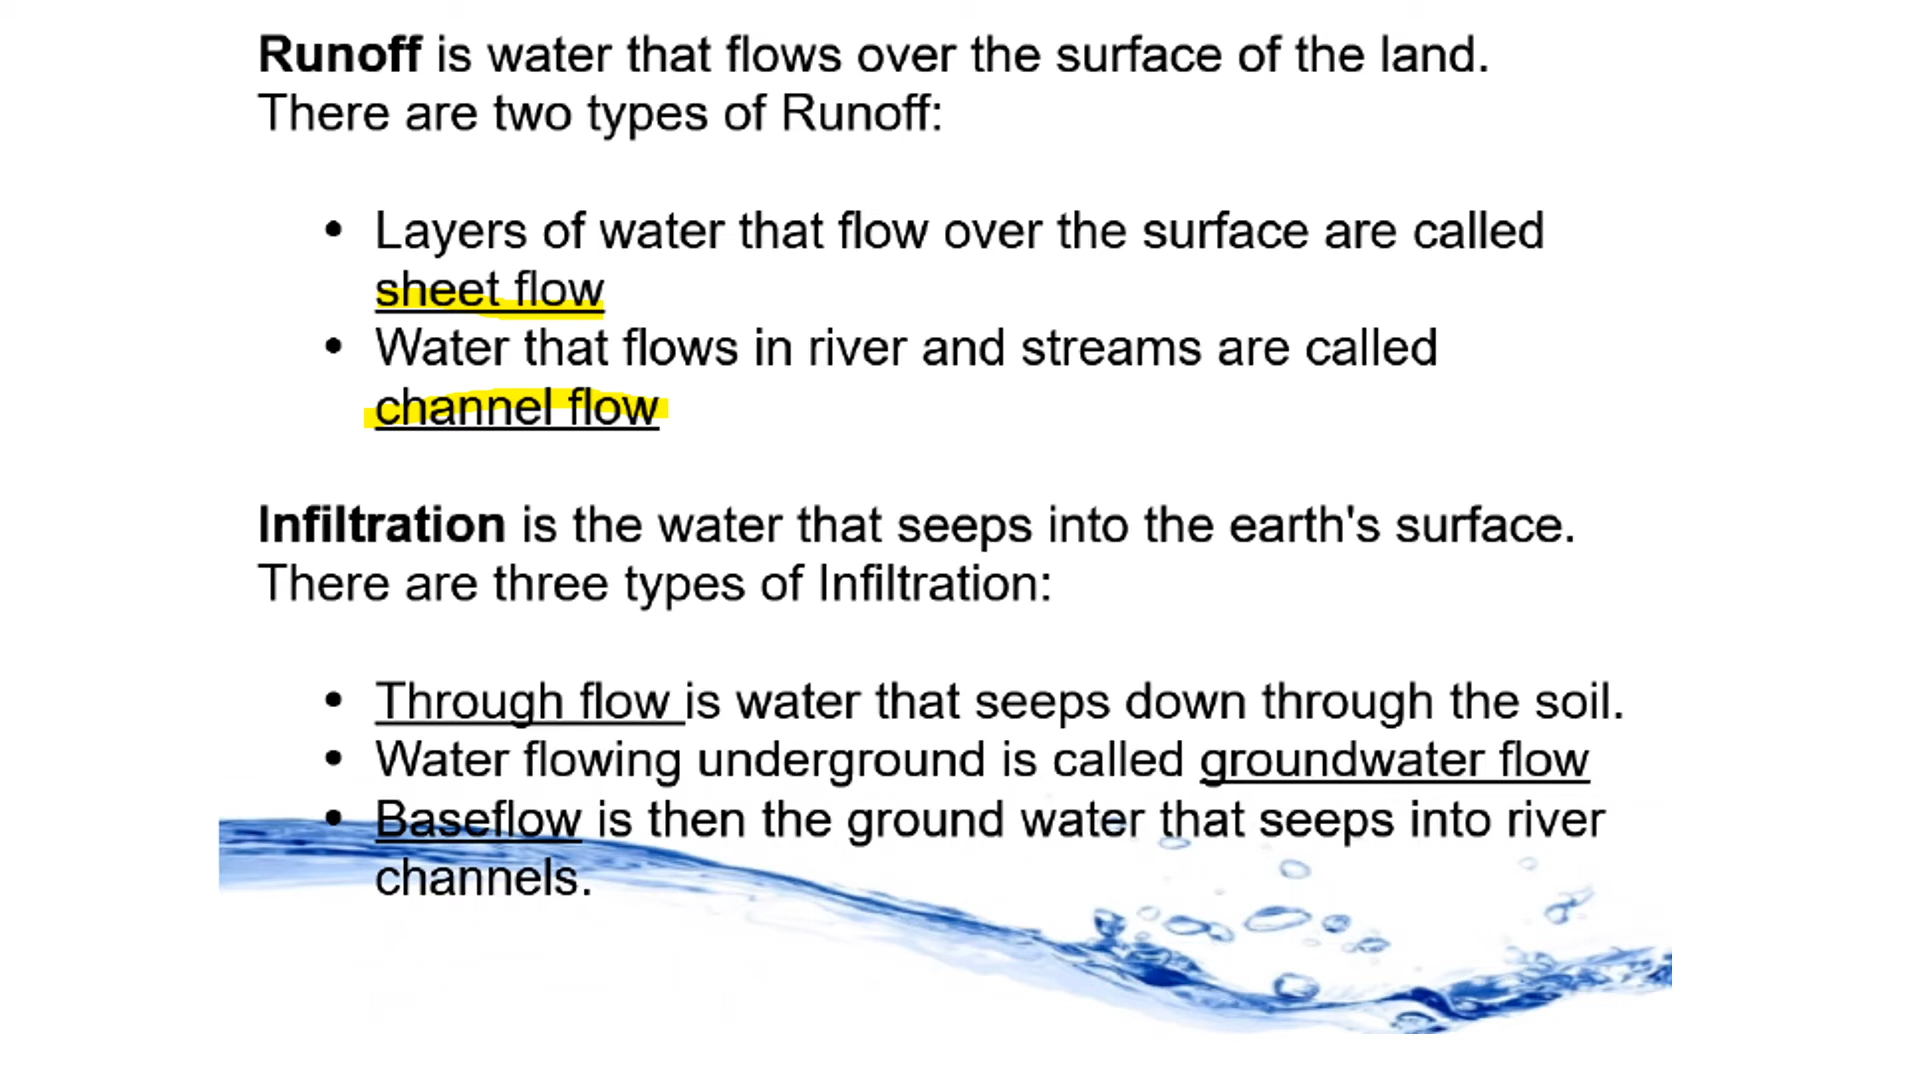 Runoff is water that flows over the surface of the land.
There are two types of Runoff:
• Layers of water that flow over the surface are called
sheet flow
• Water that flows in river and streams are called
channel flow
Infiltration is the water that seeps into the earth's surface.
There are three types of Infiltration:
• Through flow is water that seeps down through the soil.
• Water flowing underground is called groundwater flow
• Baseflow is then the ground water that seeps into river
channels.